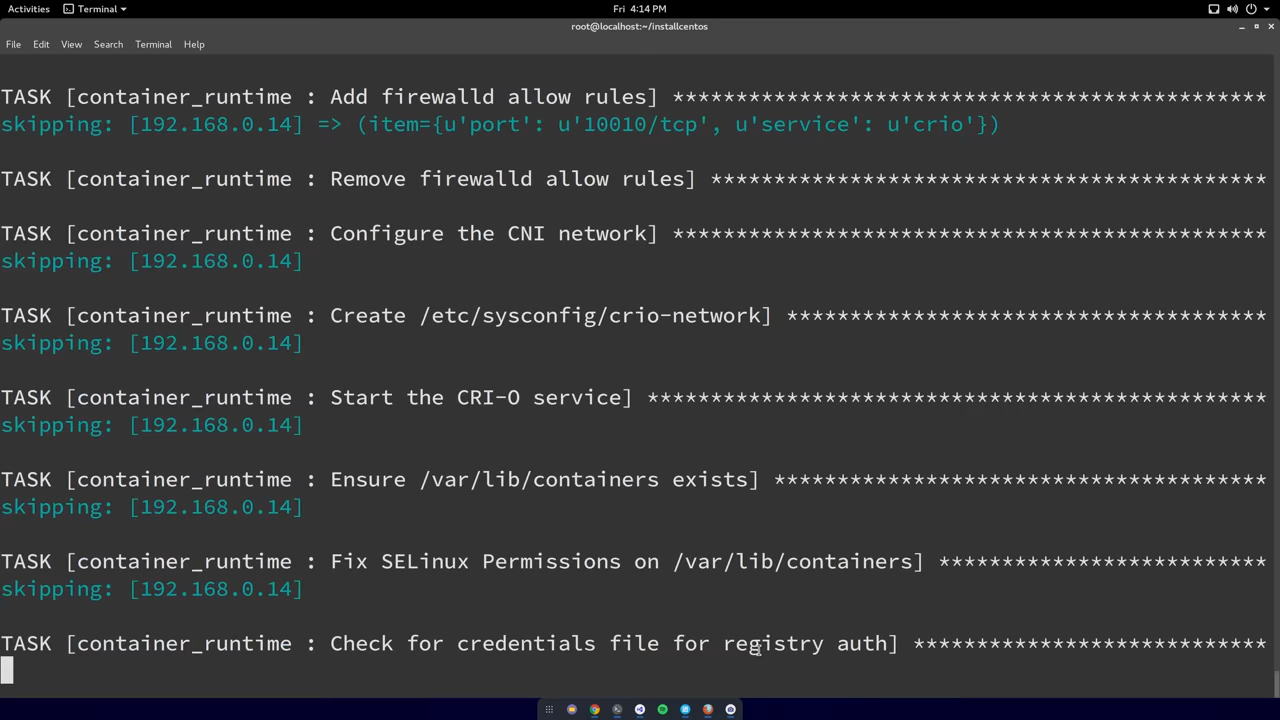 Activities Terminal Fri 4:14 PM
root@localhost:~/installcentos
File Edit View Search Terminal Help
TASK [container_runtime : Add firewalld allow rules] ***********************************************
skipping: [192.168.0.14] => (item={u'port': u'10010/tcp', u'service': u'crio'})
TASK [container_runtime : Remove firewalld allow rules] ********************************************
TASK [container_runtime : Configure the CNI network] ***********************************************
skipping: [192.168.0.14]
TASK [container_runtime : Create /etc/sysconfig/crio-network] **************************************
skipping: [192.168.0.14]
TASK [container_runtime : Start the CRI-O service] *************************************************
skipping: [192.168.0.14]
TASK [container_runtime : Ensure /var/lib/containers exists] ***************************************
skipping: [192.168.0.14]
TASK [container_runtime : Fix SELinux Permissions on /var/lib/containers] **************************
skipping: [192.168.0.14]
TASK [container_runtime : Check for credentials file for registry auth] ****************************